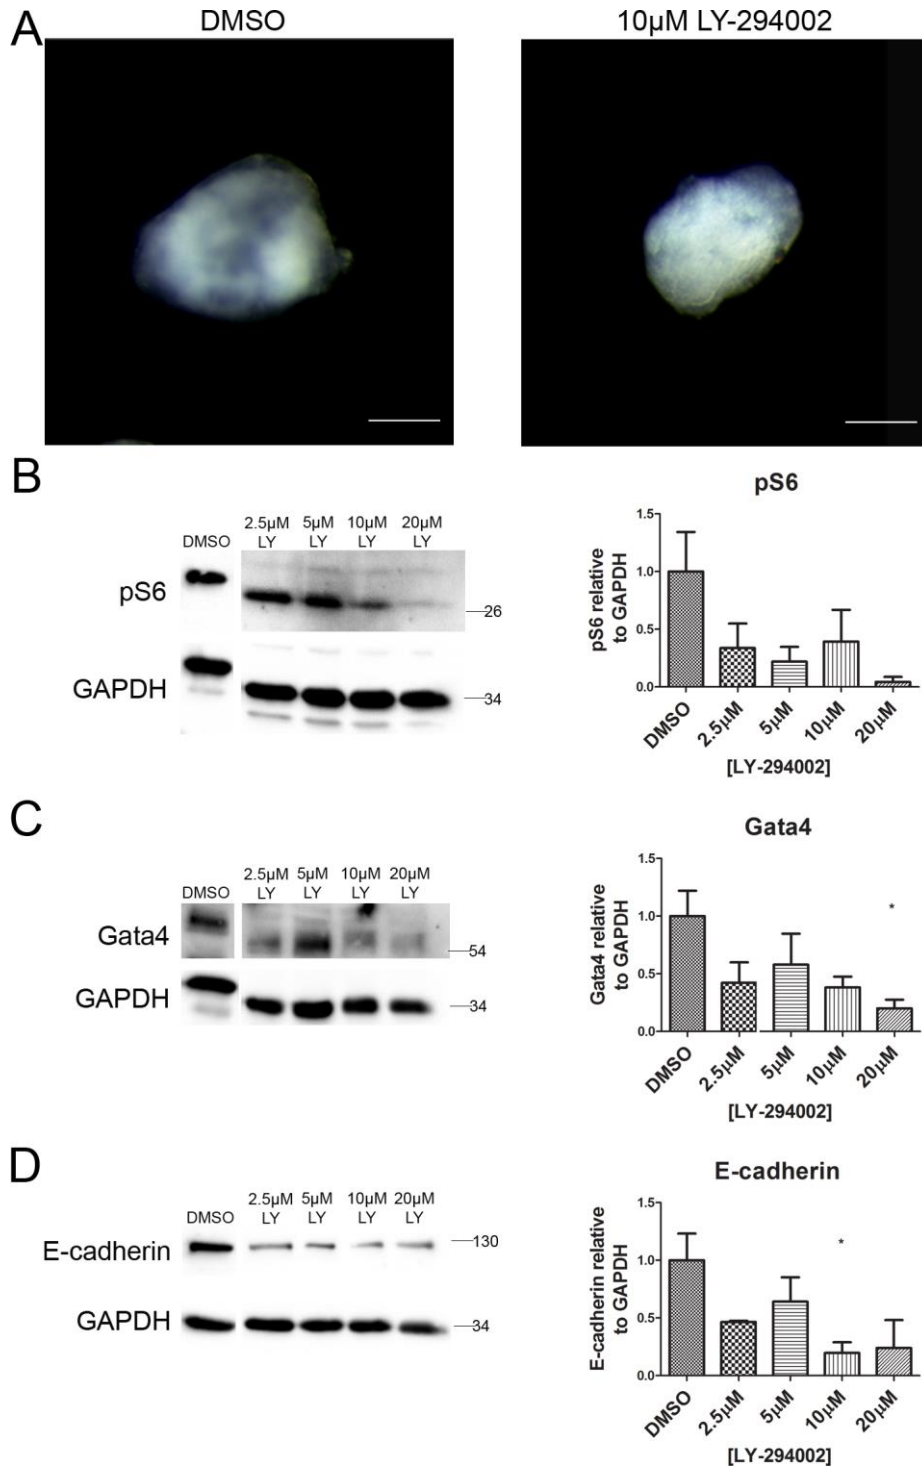 A
DMSO
10µM LY-294002
B
DMSO
2.5µM 5µM 10µM 20µM
LY LY LY LY
pS6
26
GAPDH
34
pS6
pS6 relative
to GAPDH
1.5
1.0
0.5
0.0
DMSO
2.5µM
5µM
10µM
20µM
[LY-294002]
C
DMSO
2.5µM 5µM 10µM 20µM
LY LY LY LY
Gata4
54
GAPDH
34
Gata4
Gata4 relative
to GAPDH
1.5
1.0
0.5
0.0
*
DMSO
2.5µM
5µM
10µM
20µM
[LY-294002]
D
DMSO
2.5µM 5µM 10µM 20µM
LY LY LY LY
E-cadherin
130
GAPDH
34
E-cadherin
E-cadherin relative
to GAPDH
1.5
1.0
0.5
0.0
*
DMSO
2.5µM
5µM
10µM
20µM
[LY-294002]